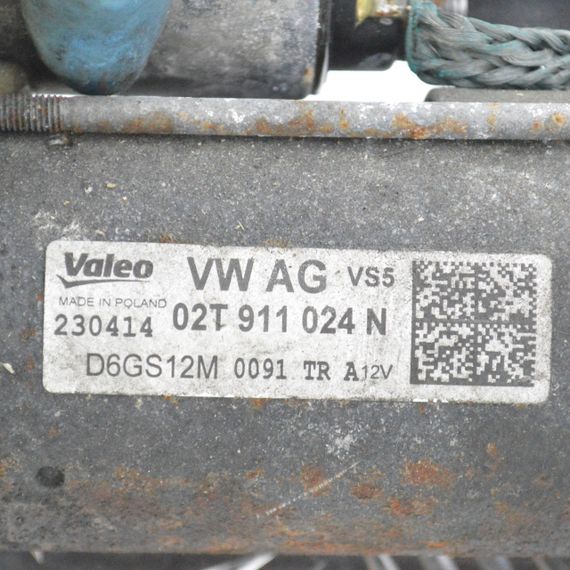 Valeo VW AG VS5
MADE IN POLAND
230414 02T 911 024 N
D6GS12M 0091 TR A12V